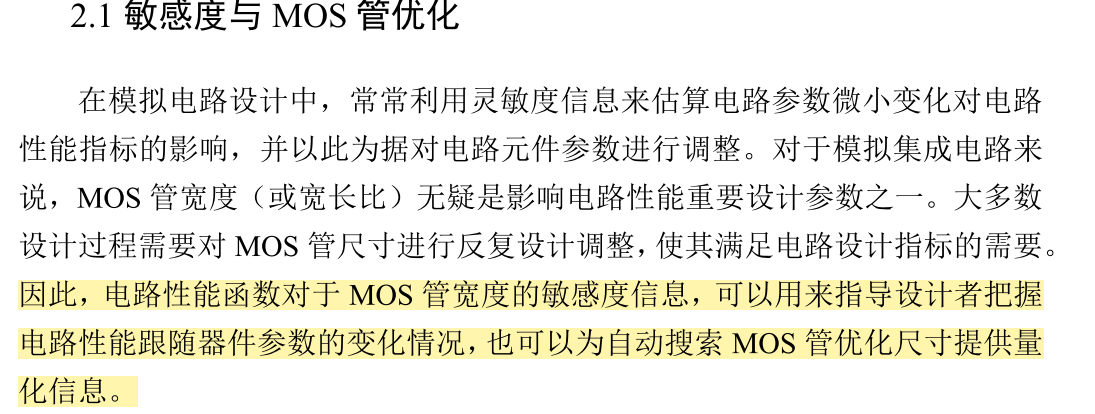 2.1 敏感度与 MOS 管优化
在模拟电路设计中，常常利用灵敏度信息来估算电路参数微小变化对电路
性能指标的影响，并以此为据对电路元件参数进行调整。对于模拟集成电路来
说，MOS 管宽度（或宽长比）无疑是影响电路性能重要设计参数之一。大多数
设计过程需要对 MOS 管尺寸进行反复设计调整，使其满足电路设计指标的需要。
因此，电路性能函数对于 MOS 管宽度的敏感度信息，可以用来指导设计者把握
电路性能跟随器件参数的变化情况，也可以为自动搜索 MOS 管优化尺寸提供量
化信息。